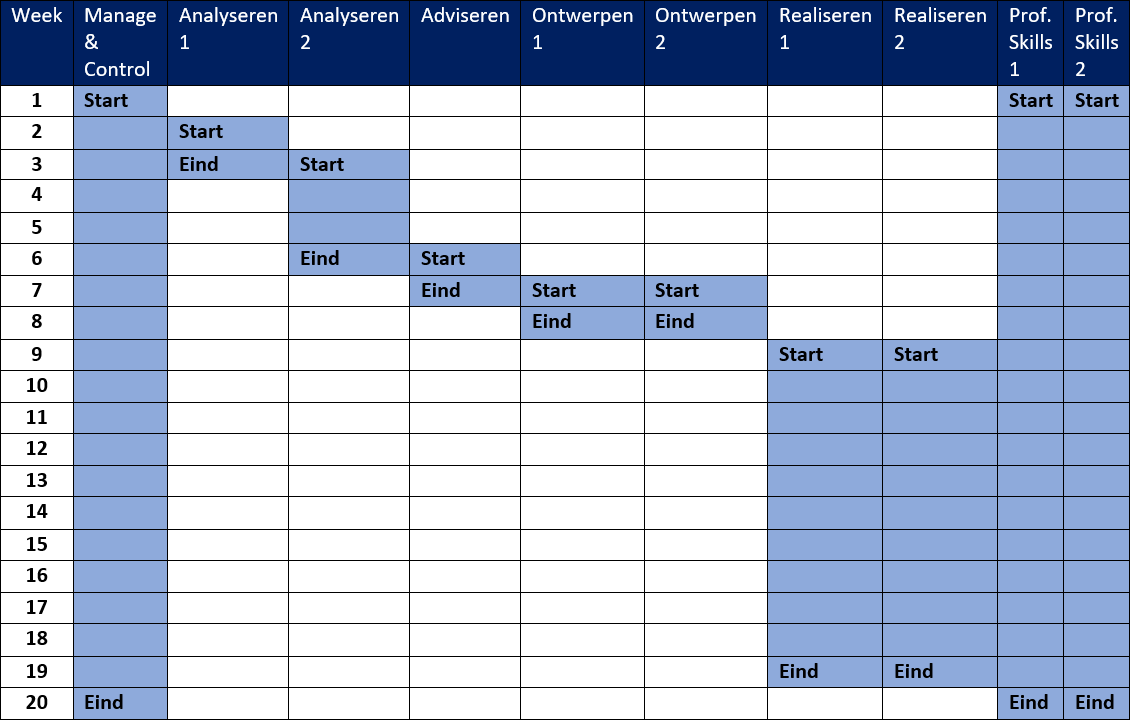 Week Manage & Control Analyseren 1 Analyseren 2 Adviseren Ontwerpen 1 Ontwerpen 2 Realiseren 1 Realiseren 2 Prof. Skills 1 Prof. Skills 2
1 Start Start Start
2 Start
3 Eind Start
4
5
6 Eind Start
7 Eind Start Start
8 Eind Eind
9 Start Start
10
11
12
13
14
15
16
17
18
19 Eind Eind
20 Eind Eind Eind